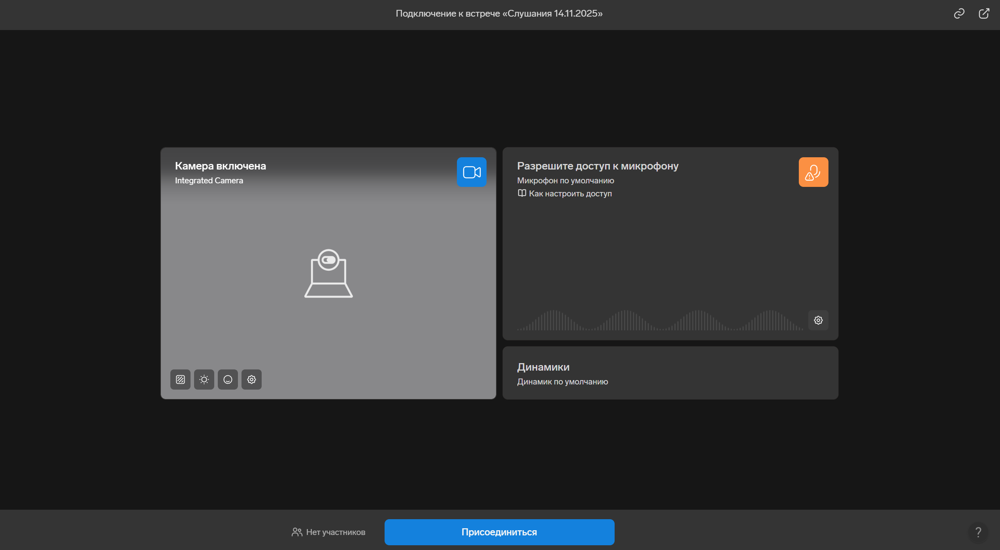 Подключение к встрече «Слушания 14.11.2025»
Камера включена
Integrated Camera
Разрешите доступ к микрофону
Микрофон по умолчанию
Как настроить доступ
Динамики
Динамик по умолчанию
Нет участников
Присоединиться
?